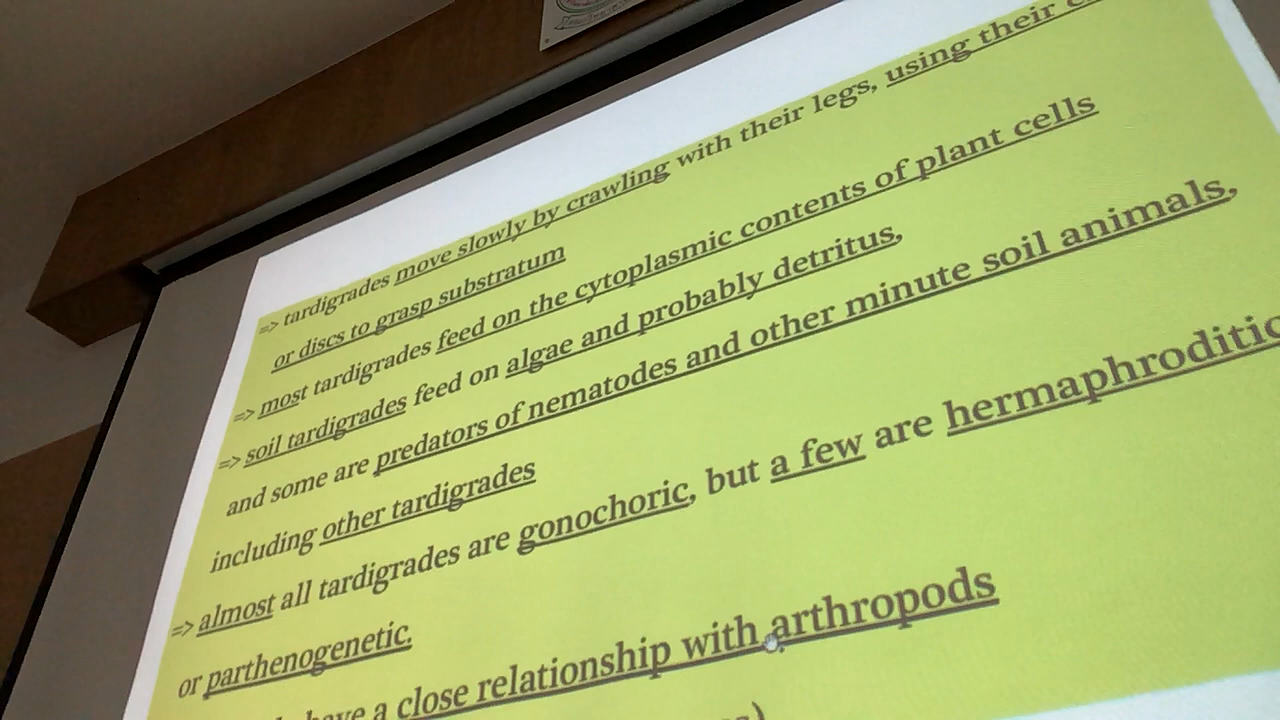 => tardigrades move slowly by crawling with their legs, using their
or discs to grasp substratum
=> most tardigrades feed on the cytoplasmic contents of plant cells
=> soil tardigrades feed on algae and probably detritus,
and some are predators of nematodes and other minute soil animals,
including other tardigrades
=> almost all tardigrades are gonochoric, but a few are hermaphroditic
or parthenogenetic.
have a close relationship with arthropods